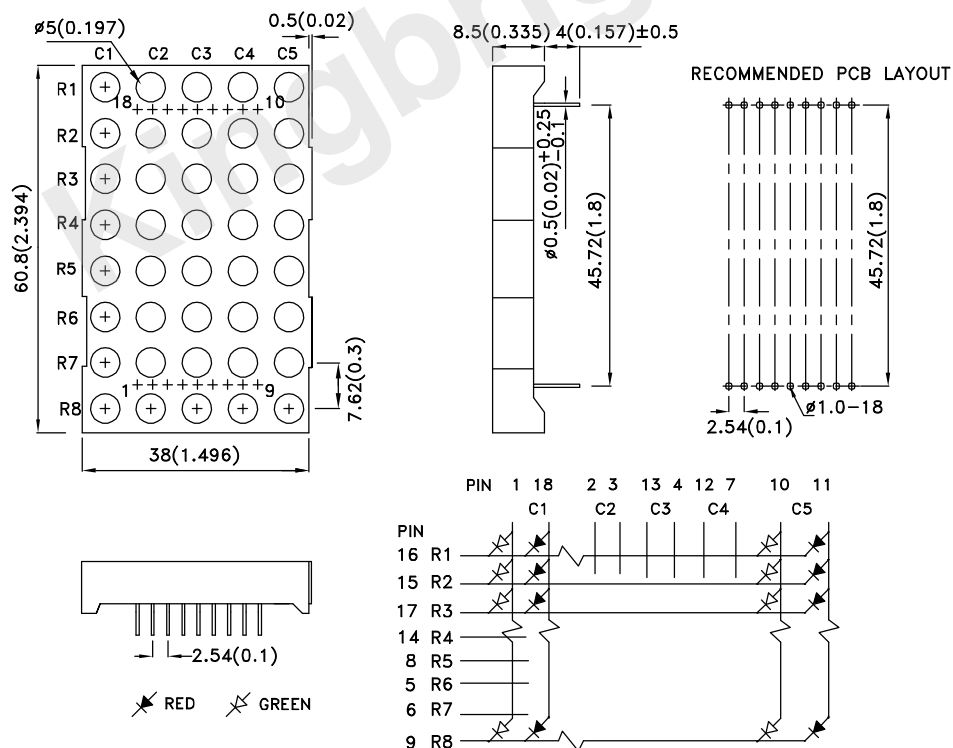 ø5(0.197)
0.5(0.02)
C1 C2 C3 C4 C5
R1
18
10
R2
R3
R4
R5
R6
R7
1
9
R8
60.8(2.394)
7.62(0.3)
38(1.496)
8.5(0.335)
4(0.157)±0.5
ø0.5(0.02)+0.25
-0.1
45.72(1.8)
RECOMMENDED PCB LAYOUT
45.72(1.8)
ø1.0-18
2.54(0.1)
2.54(0.1)
RED
GREEN
PIN 1 18 2 3 13 4 12 7 10 11
C1 C2 C3 C4 C5
PIN
16 R1
15 R2
17 R3
14 R4
8 R5
5 R6
6 R7
9 R8